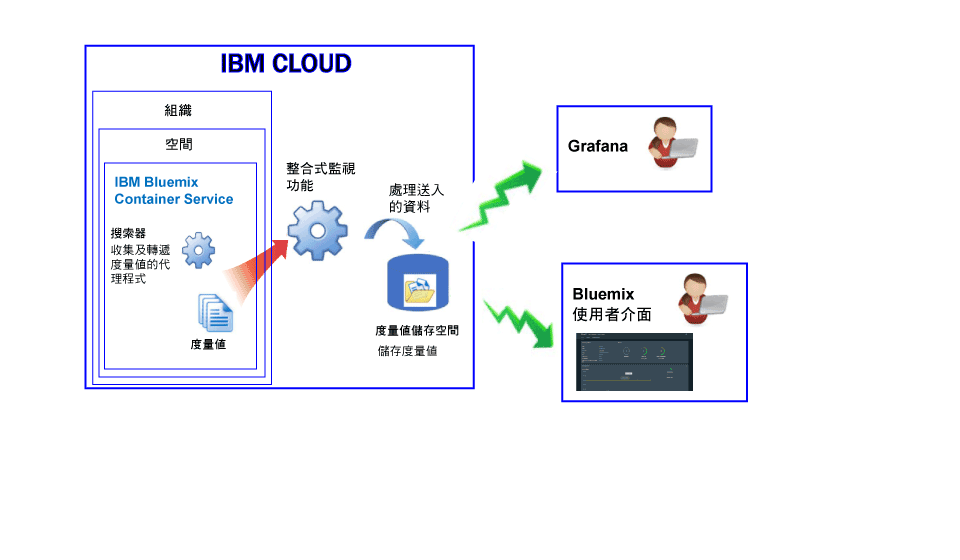 IBM CLOUD
組織
空間
IBM Bluemix
Container Service
搜索器
收集及轉遞
度量值的代
理程式
度量值
整合式監視
功能
處理送入
的資料
度量值儲存空間
儲存度量值
Grafana
Bluemix
使用者介面